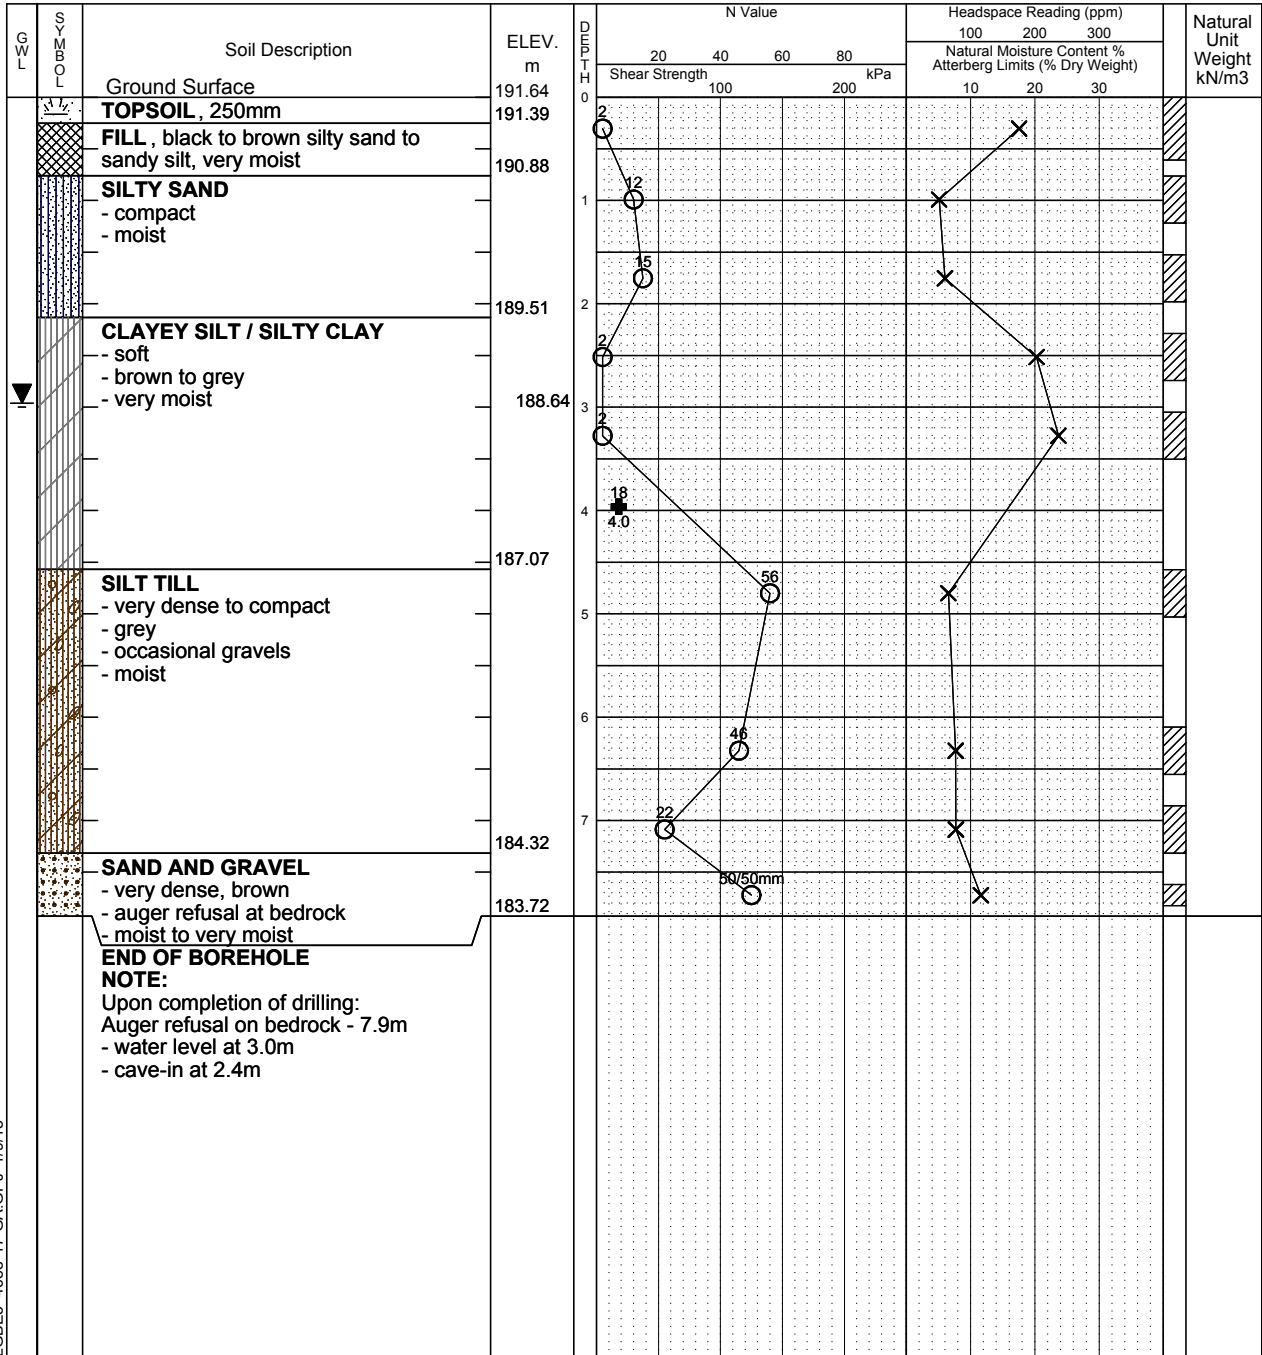 GWL
SYMBOL
Soil Description
Ground Surface
ELEV.
m
191.64
DEPTH
N Value
20 40 60 80
Shear Strength kPa
100 200
Headspace Reading (ppm)
100 200 300
Natural Moisture Content %
Atterberg Limits (% Dry Weight)
10 20 30
Natural
Unit
Weight
kN/m3
0
TOPSOIL, 250mm
191.39
FILL, black to brown silty sand to
sandy silt, very moist
190.88
2
SILTY SAND
- compact
- moist
189.51
12
1
15
2
CLAYEY SILT / SILTY CLAY
- soft
- brown to grey
- very moist
188.64
2
3
2
18
4
4.0
187.07
SILT TILL
- very dense to compact
- grey
- occasional gravels
- moist
56
5
6
46
22
7
184.32
SAND AND GRAVEL
- very dense, brown
- auger refusal at bedrock
- moist to very moist
50/50mm
183.72
END OF BOREHOLE
NOTE:
Upon completion of drilling:
Auger refusal on bedrock - 7.9m
- water level at 3.0m
- cave-in at 2.4m